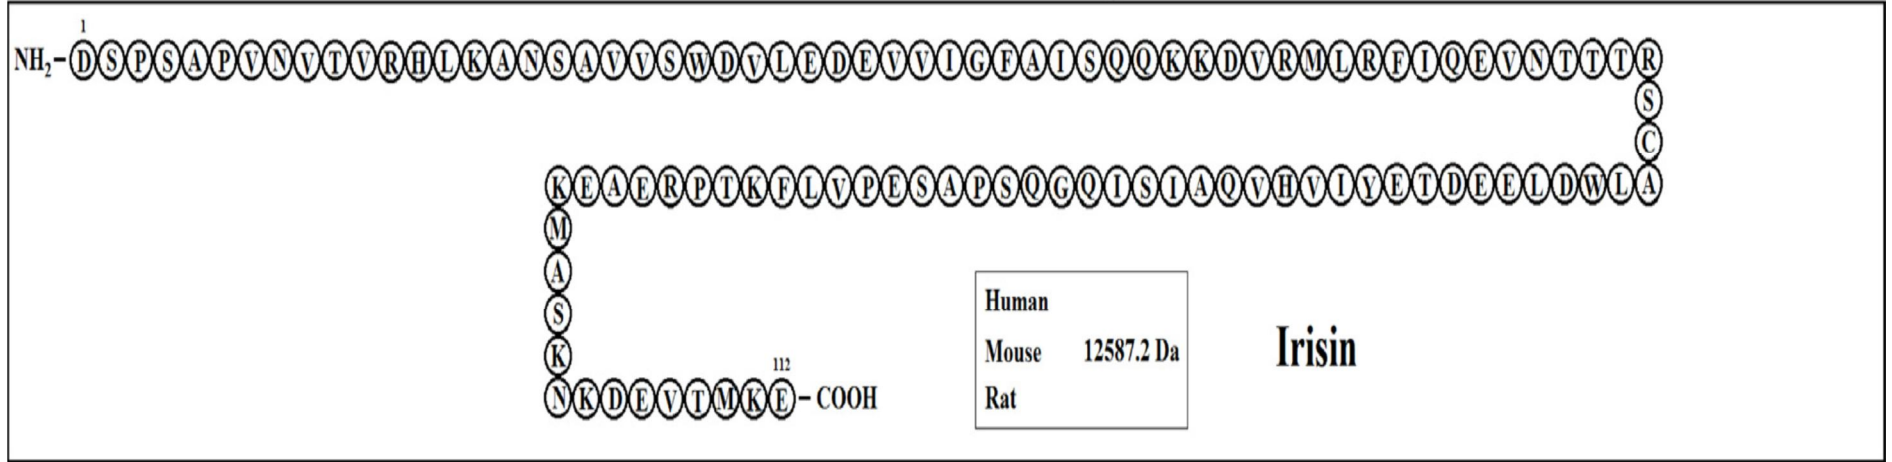 1
NH2-DSPSAPVNVTVRHLKANSAVVSWDVLEDEVVIGFAISQQKKDVRMLRFIQEVNTTTR
S
C
KEAERPTKFLVPESAPSQGQISIAQVHVIYETDEELDWLA
M
A
S
K
112
NKDEVTMKE-COOH
Human
Mouse 12587.2 Da
Rat
Irisin